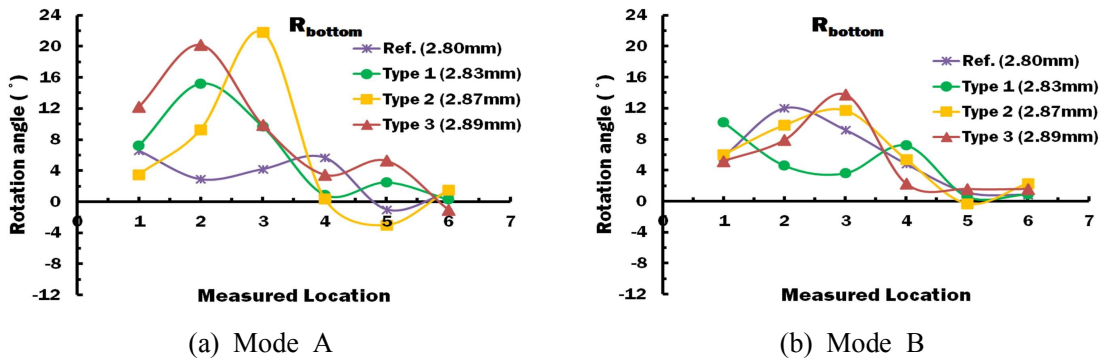 R_bottom
24
20
16
12
8
4
0
-4
-8
-12
Rotation angle ( ° )
Ref. (2.80mm)
Type 1 (2.83mm)
Type 2 (2.87mm)
Type 3 (2.89mm)
0 1 2 3 4 5 6 7
Measured Location
(a) Mode A
R_bottom
24
20
16
12
8
4
0
-4
-8
-12
Rotation angle ( ° )
Ref. (2.80mm)
Type 1 (2.83mm)
Type 2 (2.87mm)
Type 3 (2.89mm)
0 1 2 3 4 5 6 7
Measured Location
(b) Mode B